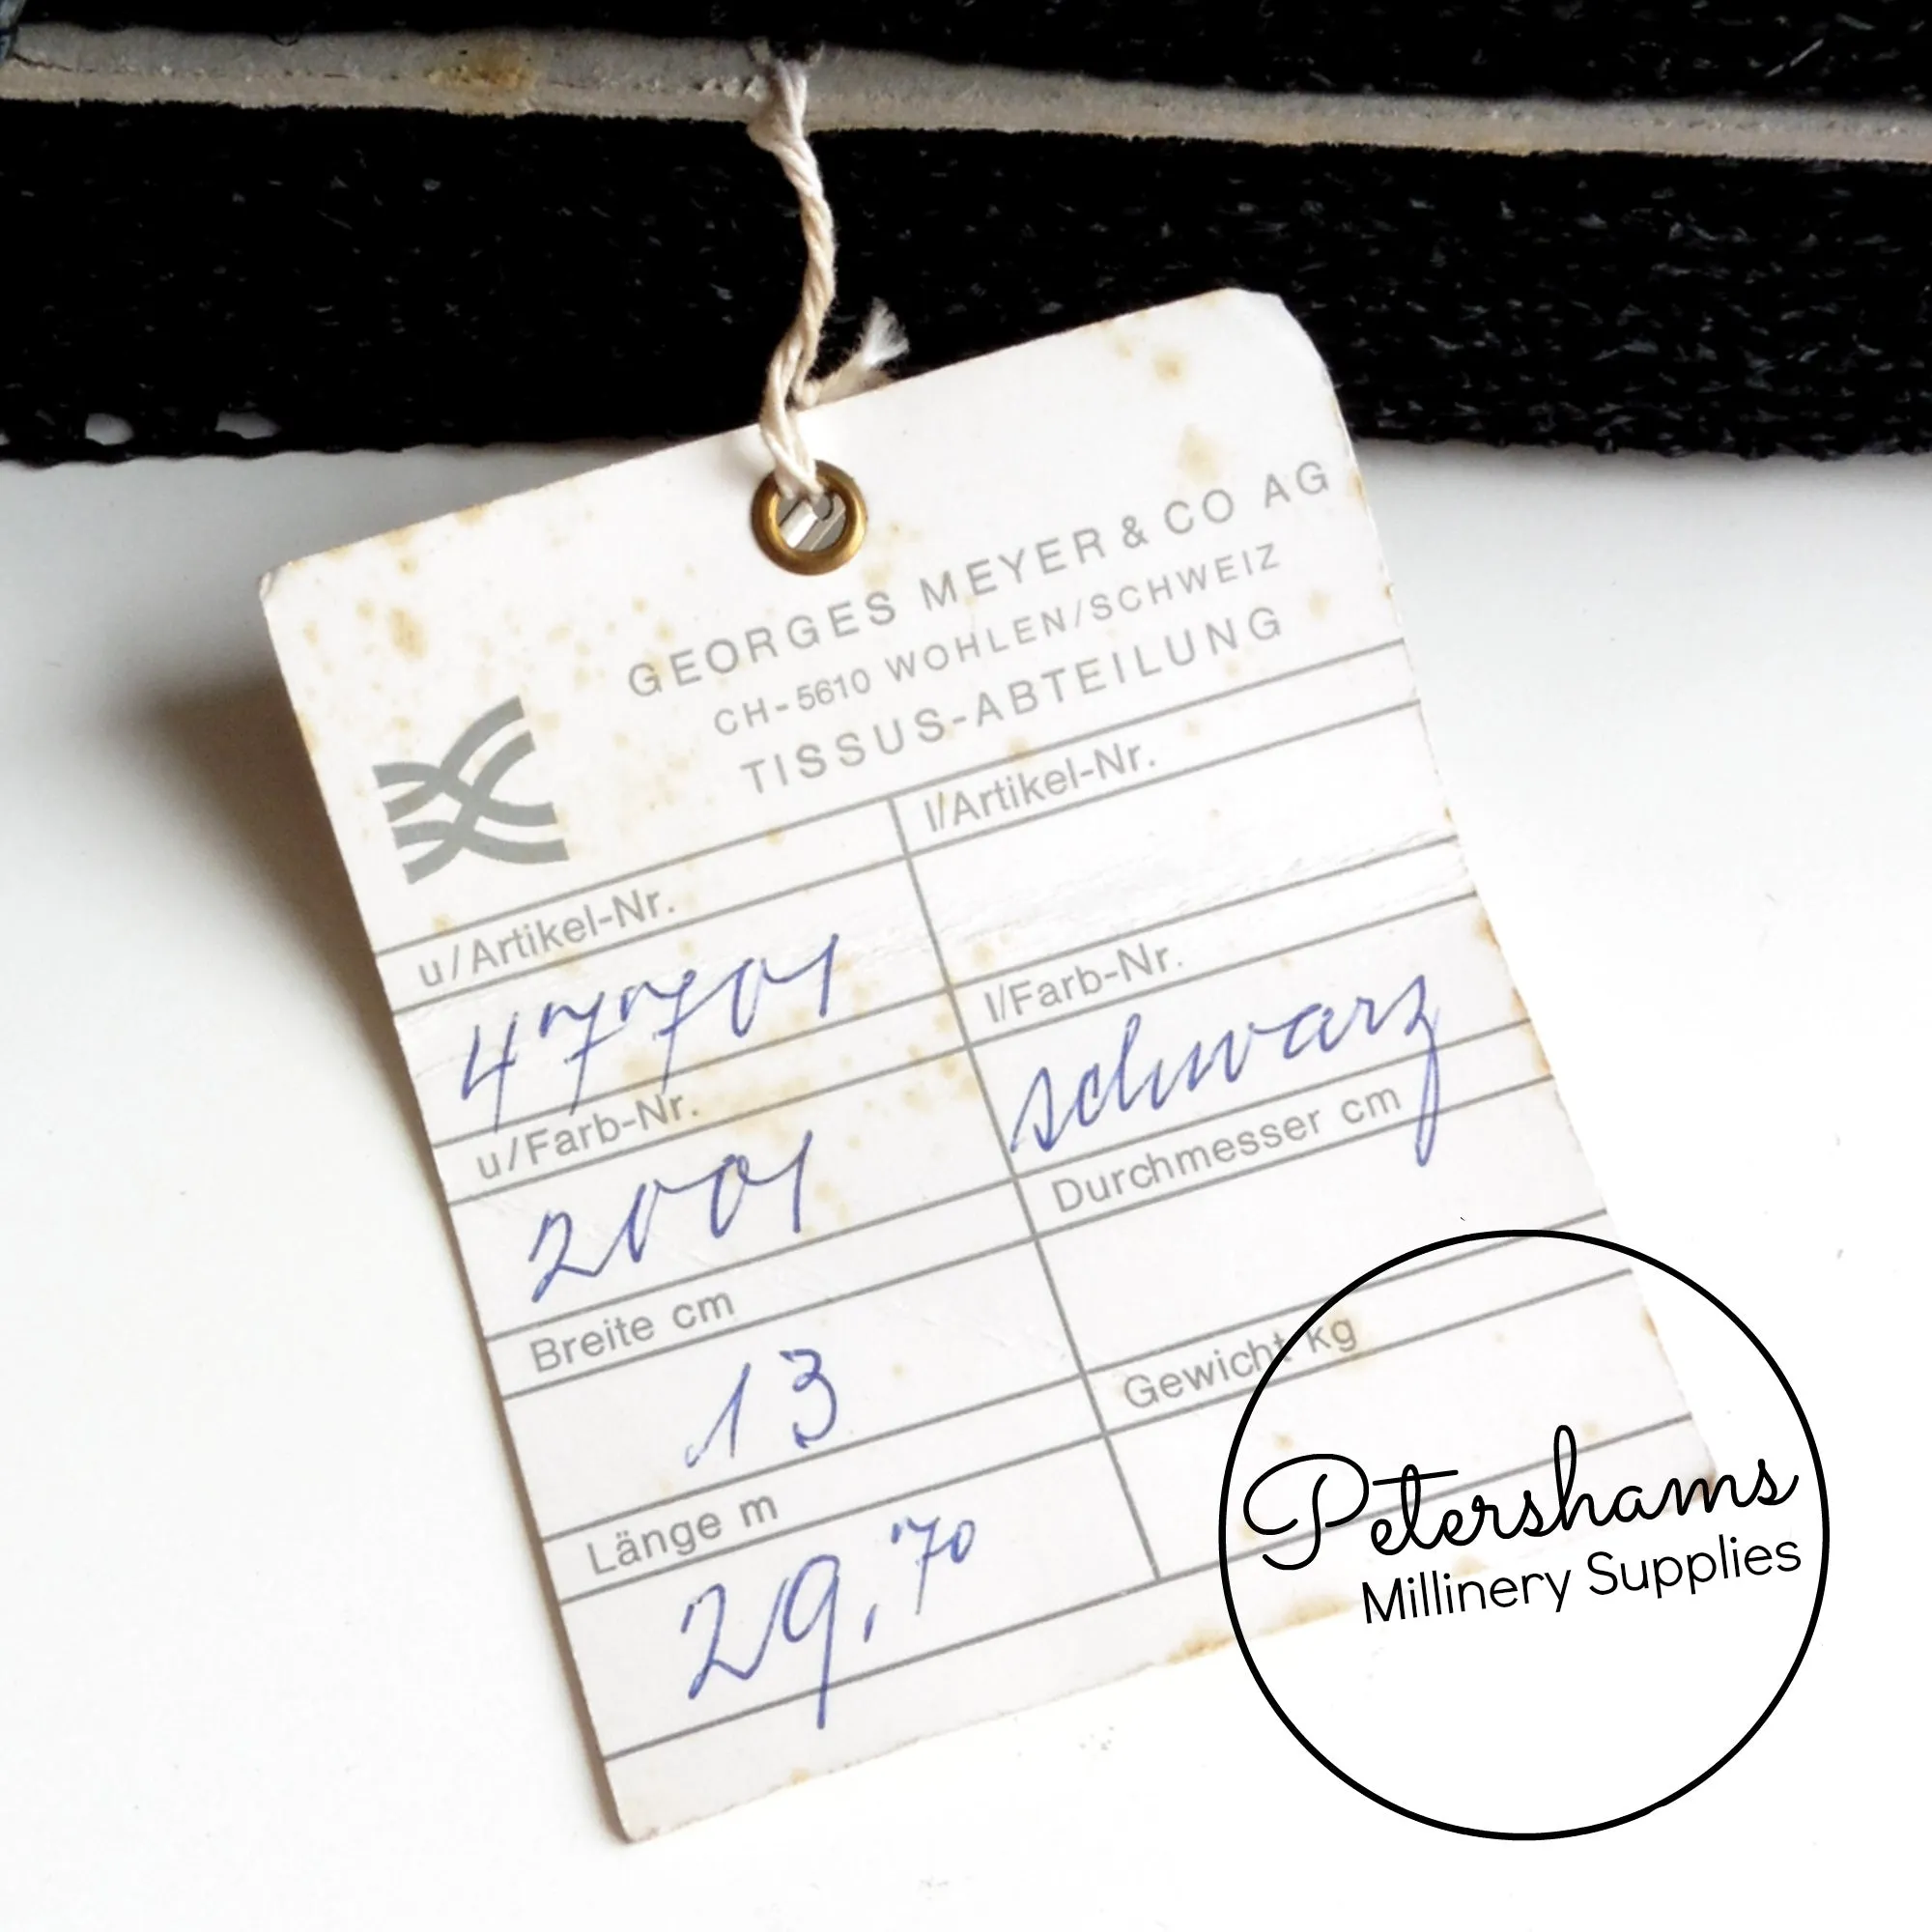 GEORGES MEYER & CO AG
CH-5610 WOHLEN/SCHWEIZ
TISSUS-ABTEILUNG
u/Artikel-Nr.
47701
I/Artikel-Nr.
u/Farb-Nr.
2001
I/Farb-Nr.
schwarz
Breite cm
13
Durchmesser cm
Länge m
29,70
Gewicht kg
Petershams
Millinery Supplies